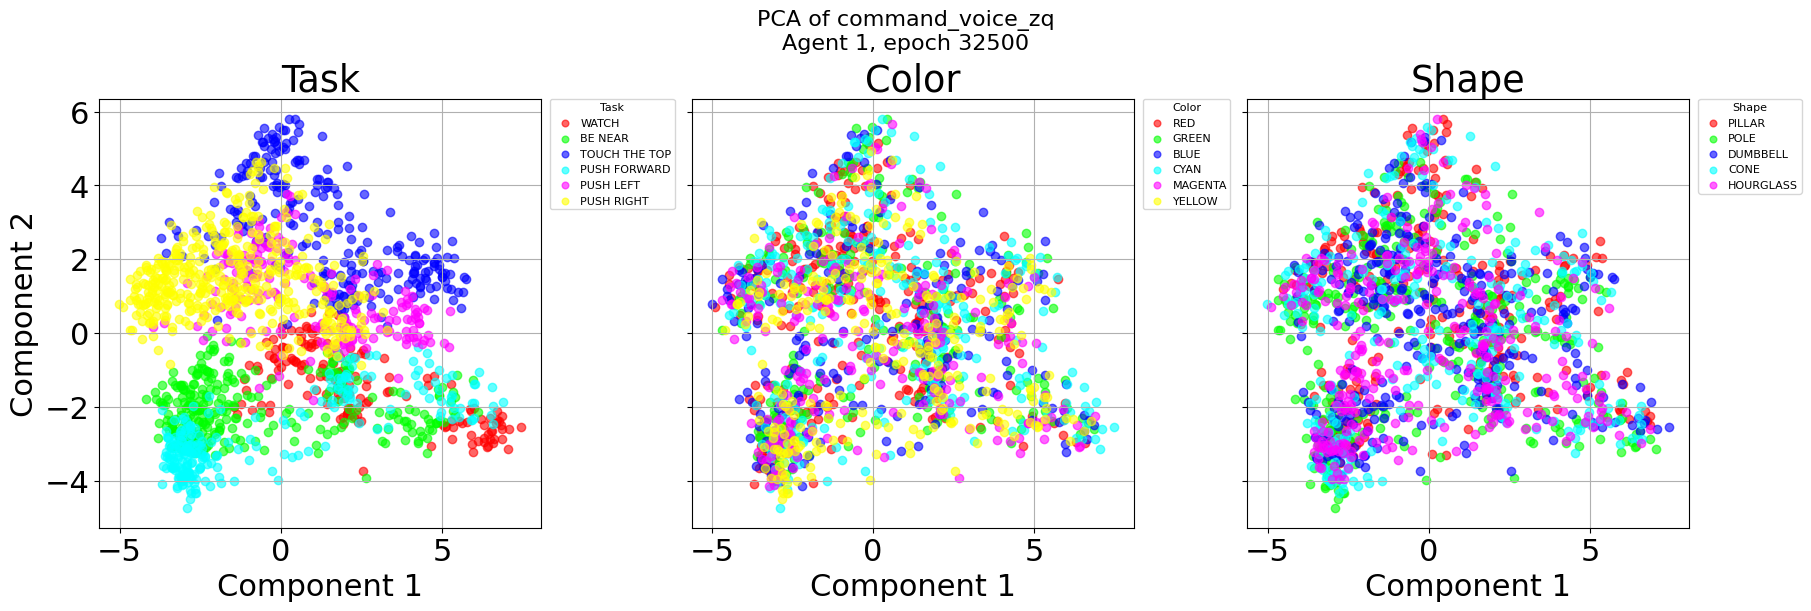 PCA of command_voice_zq
Agent 1, epoch 32500
Task
Component 2
6
4
2
0
−2
−4
−5
0
5
Component 1
Task
WATCH
BE NEAR
TOUCH THE TOP
PUSH FORWARD
PUSH LEFT
PUSH RIGHT
Color
−5
0
5
Component 1
Color
RED
GREEN
BLUE
CYAN
MAGENTA
YELLOW
Shape
−5
0
5
Component 1
Shape
PILLAR
POLE
DUMBBELL
CONE
HOURGLASS